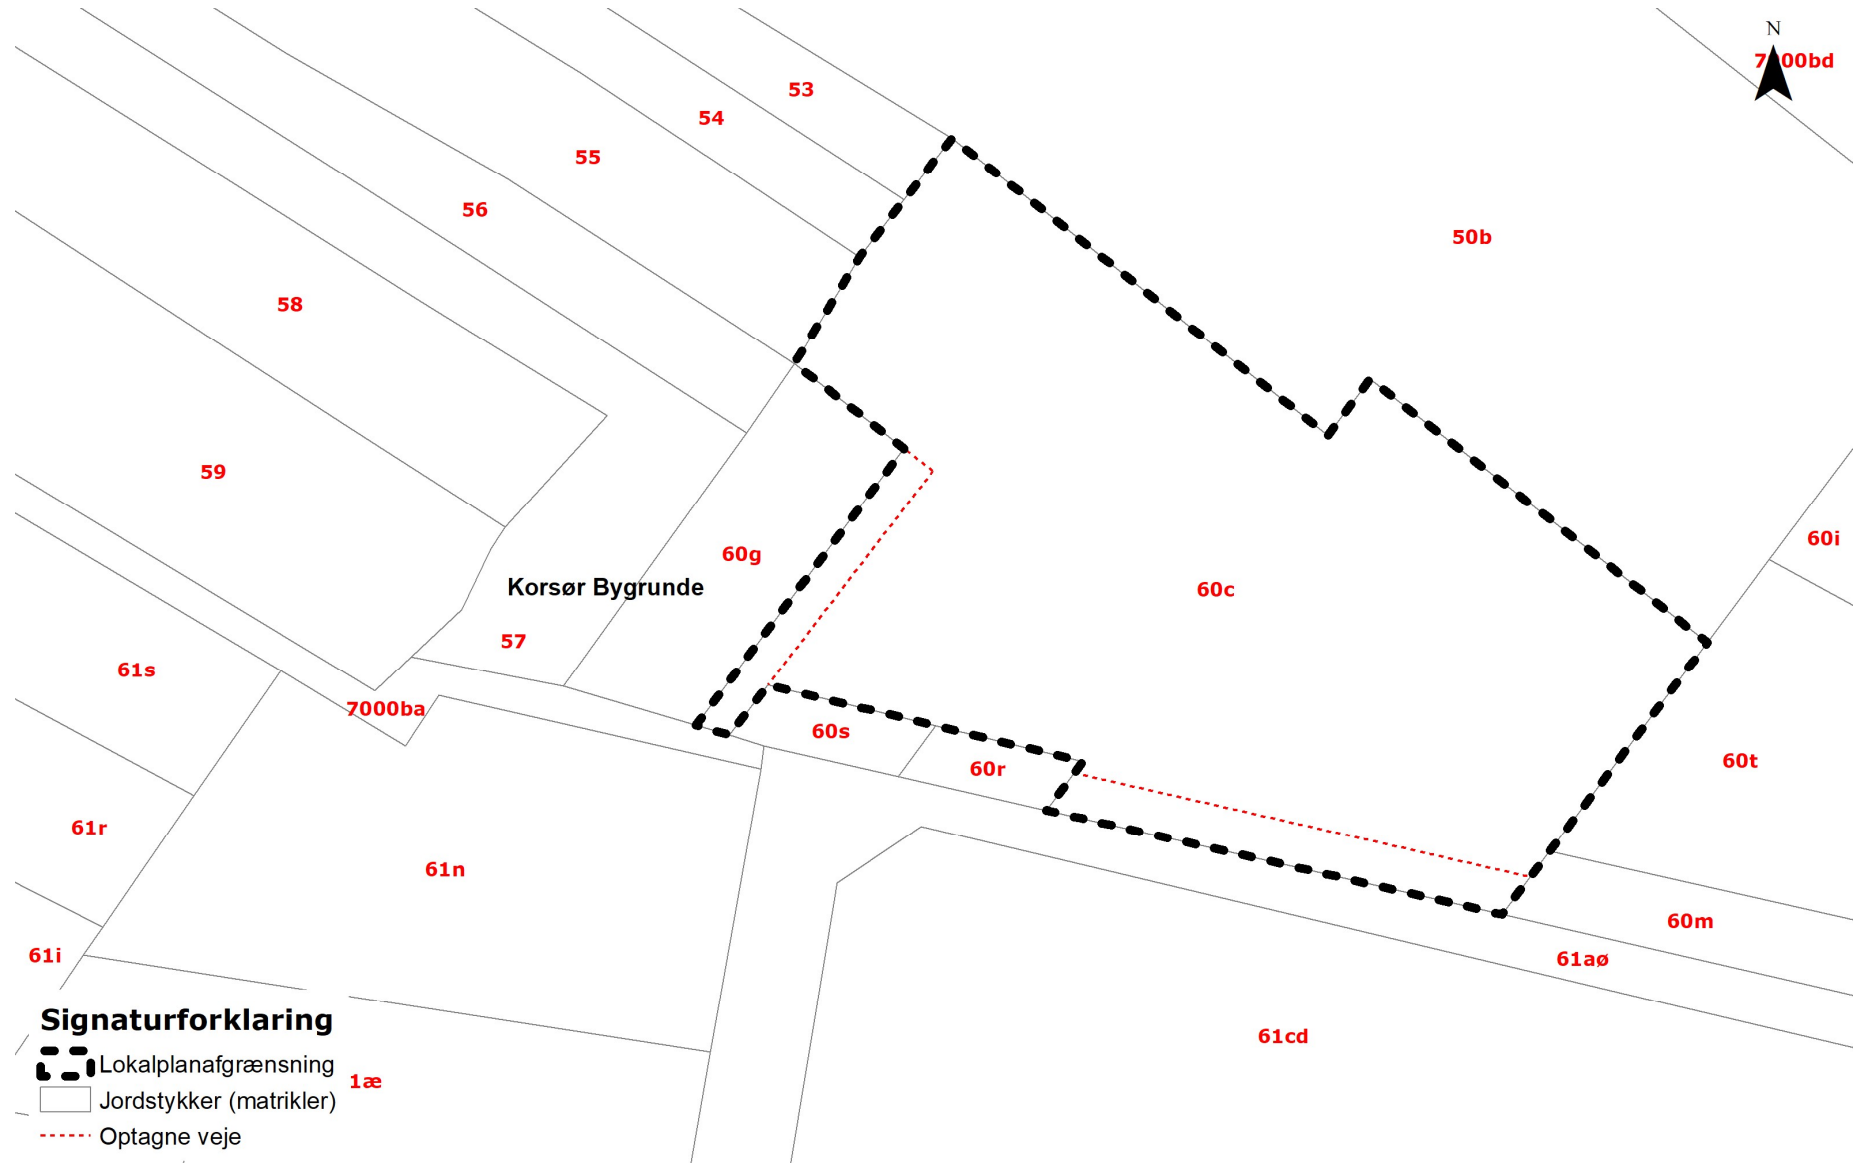 N
7000bd
53
54
55
56
50b
58
59
60i
60g
60c
Korsør Bygrunde
57
61s
7000ba
60s
60r
60t
61r
61n
60m
61i
61aø
61cd
Signaturforklaring
Lokalplanafgrænsning
1æ
Jordstykker (matrikler)
Optagne veje